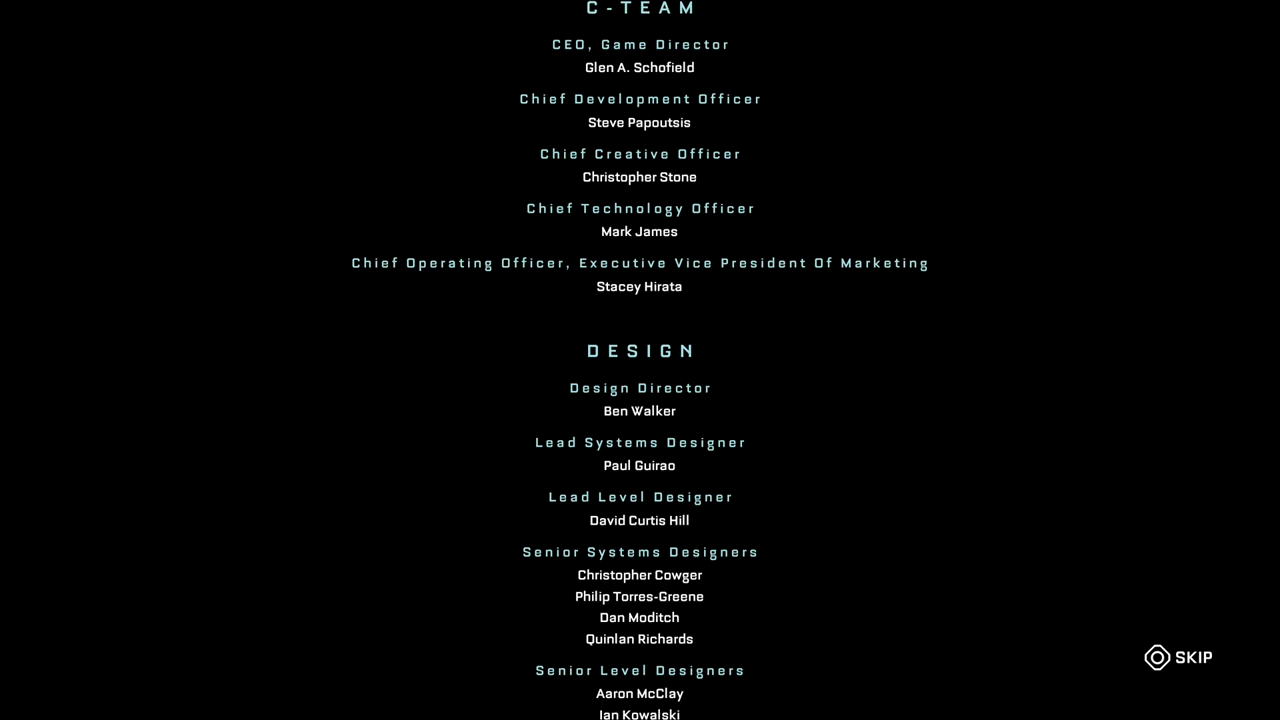 C-TEAM
CEO, Game Director
Glen A. Schofield
Chief Development Officer
Steve Papoutsis
Chief Creative Officer
Christopher Stone
Chief Technology Officer
Mark James
Chief Operating Officer, Executive Vice President Of Marketing
Stacey Hirata
DESIGN
Design Director
Ben Walker
Lead Systems Designer
Paul Guirao
Lead Level Designer
David Curtis Hill
Senior Systems Designers
Christopher Cowger
Philip Torres-Greene
Dan Moditch
Quinlan Richards
SKIP
Senior Level Designers
Aaron McClay
Ian Kowalski